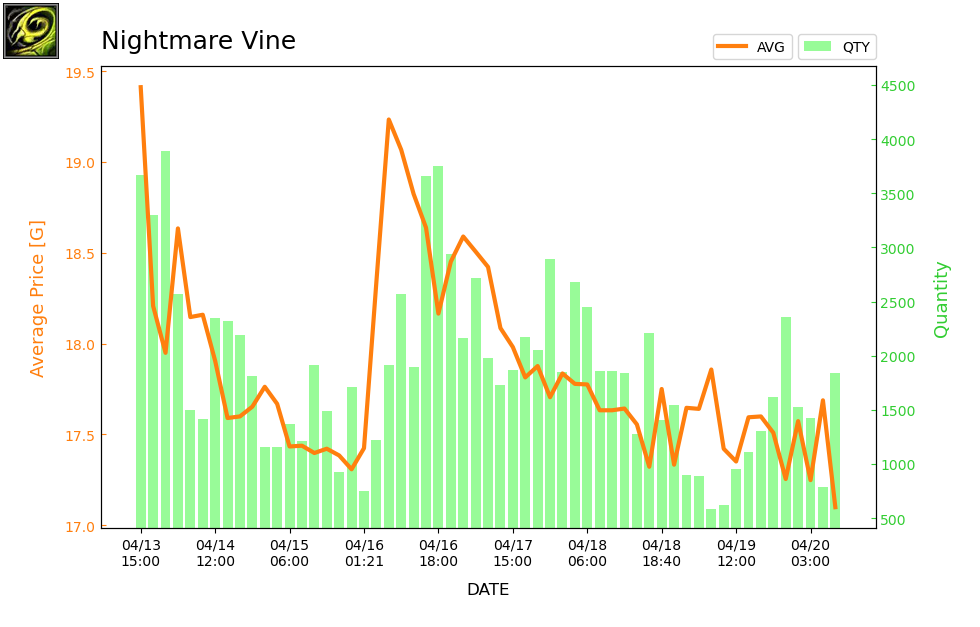 Nightmare Vine
AVG
QTY
19.5
19.0
18.5
18.0
17.5
17.0
Average Price [G]
4500
4000
3500
3000
2500
2000
1500
1000
500
Quantity
04/13 04/14 04/15 04/16 04/16 04/17 04/18 04/18 04/19 04/20
15:00 12:00 06:00 01:21 18:00 15:00 06:00 18:40 12:00 03:00
DATE